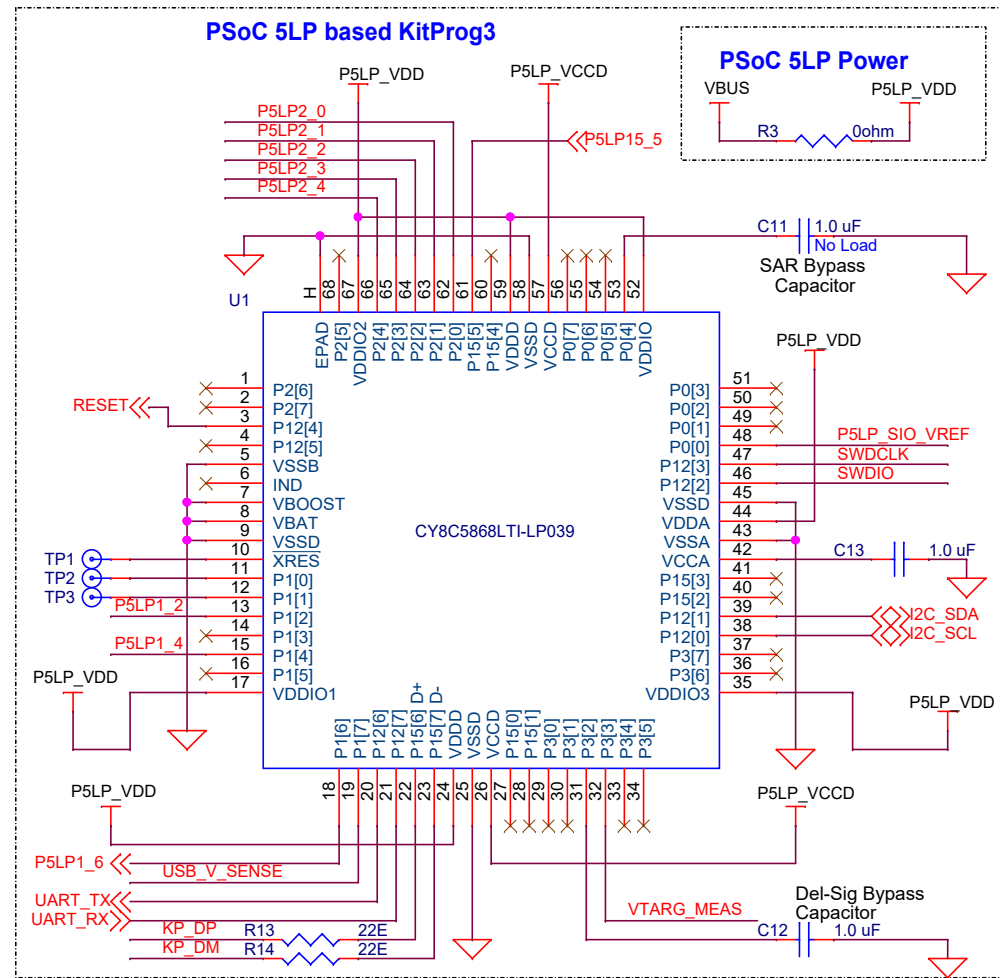 PSoC 5LP based KitProg3
PSoC 5LP Power
VBUS
P5LP_VDD
R3
0ohm
P5LP_VDD
P5LP_VCCD
P5LP2_0
P5LP2_1
P5LP2_2
P5LP2_3
P5LP2_4
P5LP15_5
C11
1.0 uF
No Load
SAR Bypass
Capacitor
U1
H
68
67
66
65
64
63
62
61
60
59
58
57
56
55
54
53
52
EPAD
P2[5]
VDDIO2
P2[4]
P2[3]
P2[2]
P2[1]
P2[0]
P15[5]
P15[4]
VDDD
VSSD
VCCD
P0[7]
P0[6]
P0[5]
P0[4]
VDDIO
RESET
1 P2[6]
2 P2[7]
3 P12[4]
4 P12[5]
5 VSSB
6 IND
7 VBOOST
8 VBAT
9 VSSD
TP1 10 XRES
TP2 11 P1[0]
TP3 12 P1[1]
P5LP1_2 13 P1[2]
14 P1[3]
P5LP1_4 15 P1[4]
16 P1[5]
17 VDDIO1
P5LP_VDD
CY8C5868LTI-LP039
P5LP_VDD
P0[3] 51
P0[2] 50
P0[1] 49
P0[0] 48 P5LP_SIO_VREF
P12[3] 47 SWDCLK
P12[2] 46 SWDIO
VSSD 45
VDDA 44
VSSA 43
VCCA 42 C13 1.0 uF
P15[3] 41
P15[2] 40
P12[1] 39 I2C_SDA
P12[0] 38 I2C_SCL
P3[7] 37
P3[6] 36
VDDIO3 35
P5LP_VDD
P1[6]
P1[7]
P12[6]
P12[7]
P15[6] D+
P15[7] D-
VDDD
VSSD
VCCD
P15[0]
P15[1]
P3[0]
P3[1]
P3[2]
P3[3]
P3[4]
P3[5]
18
19
20
21
22
23
24
25
26
27
28
29
30
31
32
33
34
P5LP_VDD
P5LP_VCCD
P5LP1_6
USB_V_SENSE
UART_TX
UART_RX
KP_DP R13 22E
KP_DM R14 22E
VTARG_MEAS
Del-Sig Bypass
Capacitor
C12
1.0 uF